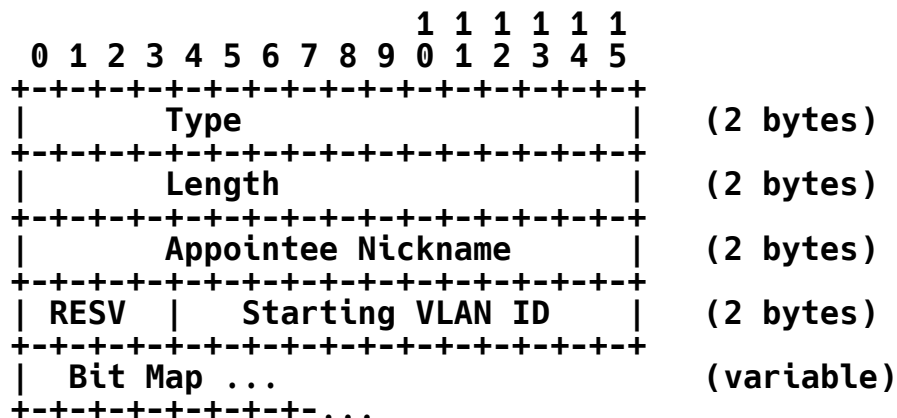 1 1 1 1 1 1
 0 1 2 3 4 5 6 7 8 9 0 1 2 3 4 5
+-+-+-+-+-+-+-+-+-+-+-+-+-+-+-+-+
|       Type                    |   (2 bytes)
+-+-+-+-+-+-+-+-+-+-+-+-+-+-+-+-+
|       Length                  |   (2 bytes)
+-+-+-+-+-+-+-+-+-+-+-+-+-+-+-+-+
|       Appointee Nickname      |   (2 bytes)
+-+-+-+-+-+-+-+-+-+-+-+-+-+-+-+-+
| RESV  |   Starting VLAN ID    |   (2 bytes)
+-+-+-+-+-+-+-+-+-+-+-+-+-+-+-+-+
|  Bit Map ...                      (variable)
+-+-+-+-+-+-+-+-...